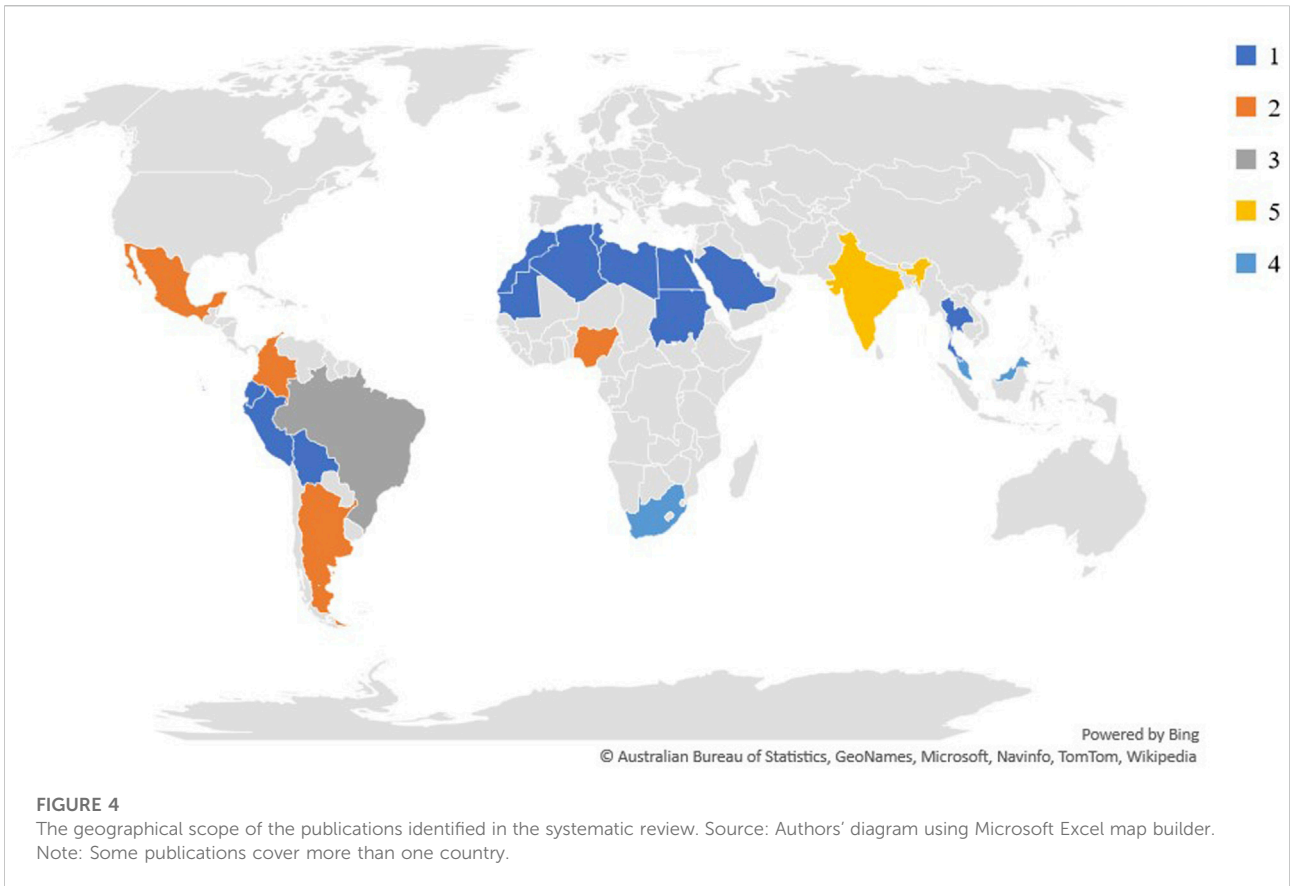 1
2
3
5
4
Powered by Bing
© Australian Bureau of Statistics, GeoNames, Microsoft, Navinfo, TomTom, Wikipedia
FIGURE 4
The geographical scope of the publications identified in the systematic review. Source: Authors’ diagram using Microsoft Excel map builder.
Note: Some publications cover more than one country.